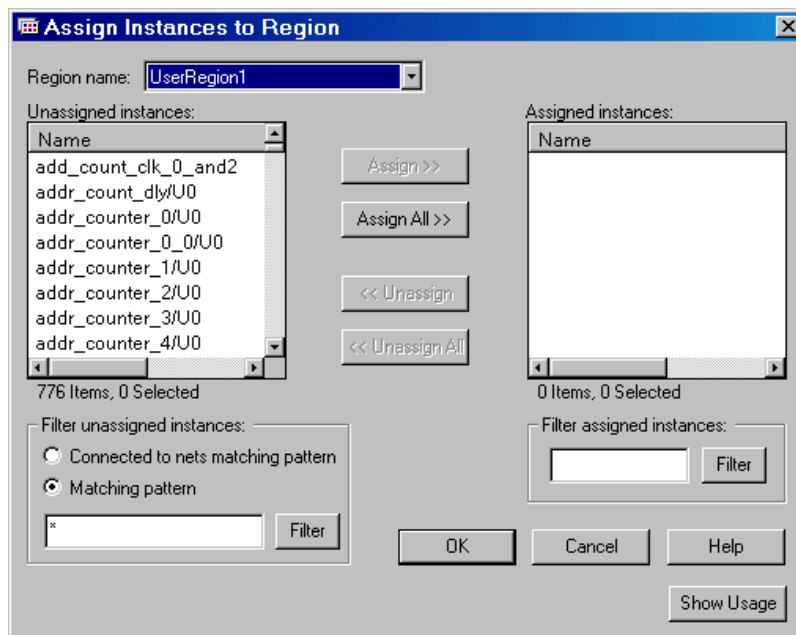 Assign Instances to Region
Region name: UserRegion1
Unassigned instances:
Name
add_count_clk_0_and2
addr_count_dly/U0
addr_counter_0/U0
addr_counter_0_0/U0
addr_counter_1/U0
addr_counter_2/U0
addr_counter_3/U0
addr_counter_4/U0
776 Items, 0 Selected
Assign >>
Assign All >>
<< Unassign
<< Unassign All
Assigned instances:
Name
0 Items, 0 Selected
Filter unassigned instances:
Connected to nets matching pattern
Matching pattern
* Filter
Filter assigned instances:
Filter
OK Cancel Help
Show Usage